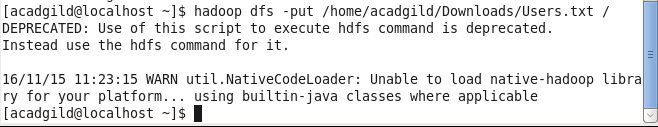 [acadgild@localhost ~]$ hadoop dfs -put /home/acadgild/Downloads/Users.txt /
DEPRECATED: Use of this script to execute hdfs command is deprecated.
Instead use the hdfs command for it.
16/11/15 11:23:15 WARN util.NativeCodeLoader: Unable to load native-hadoop libra
ry for your platform... using builtin-java classes where applicable
[acadgild@localhost ~]$